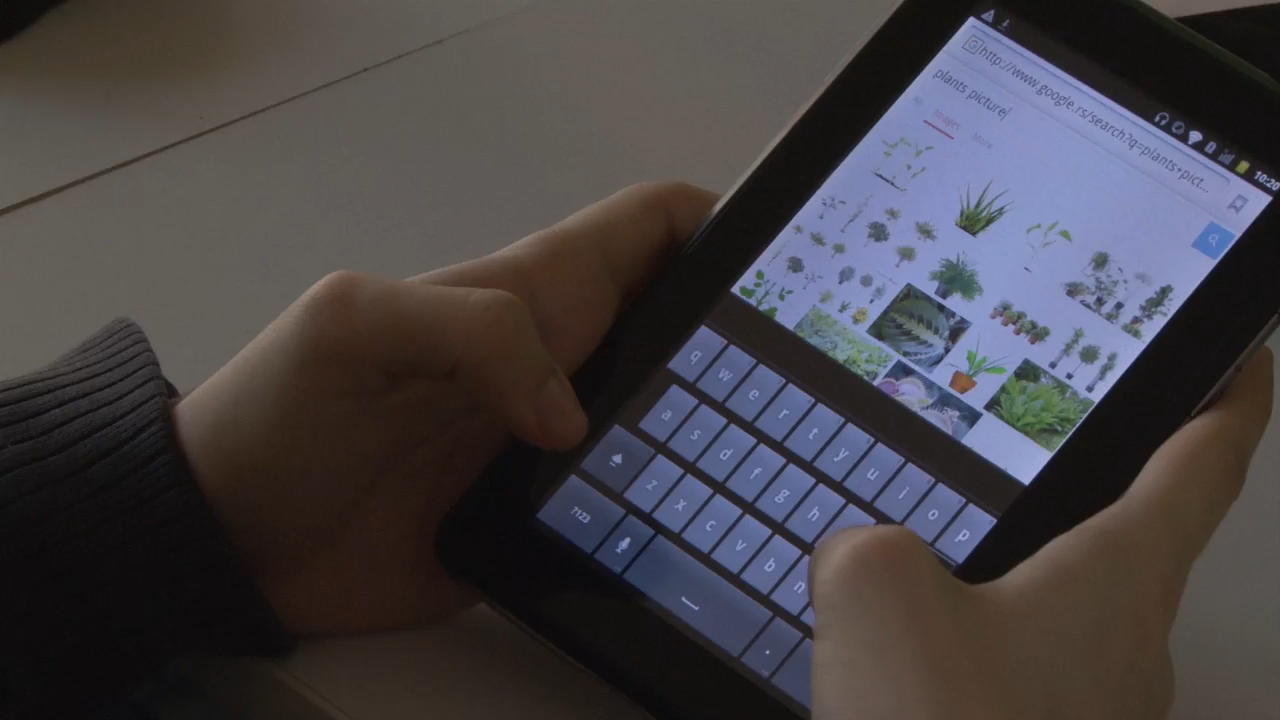 10:20
http://www.google.rs/search?q=plants+pict...
plants picture
Images More
q w e r t y u i o p
a s d f g h
z x c v b n
?123
.